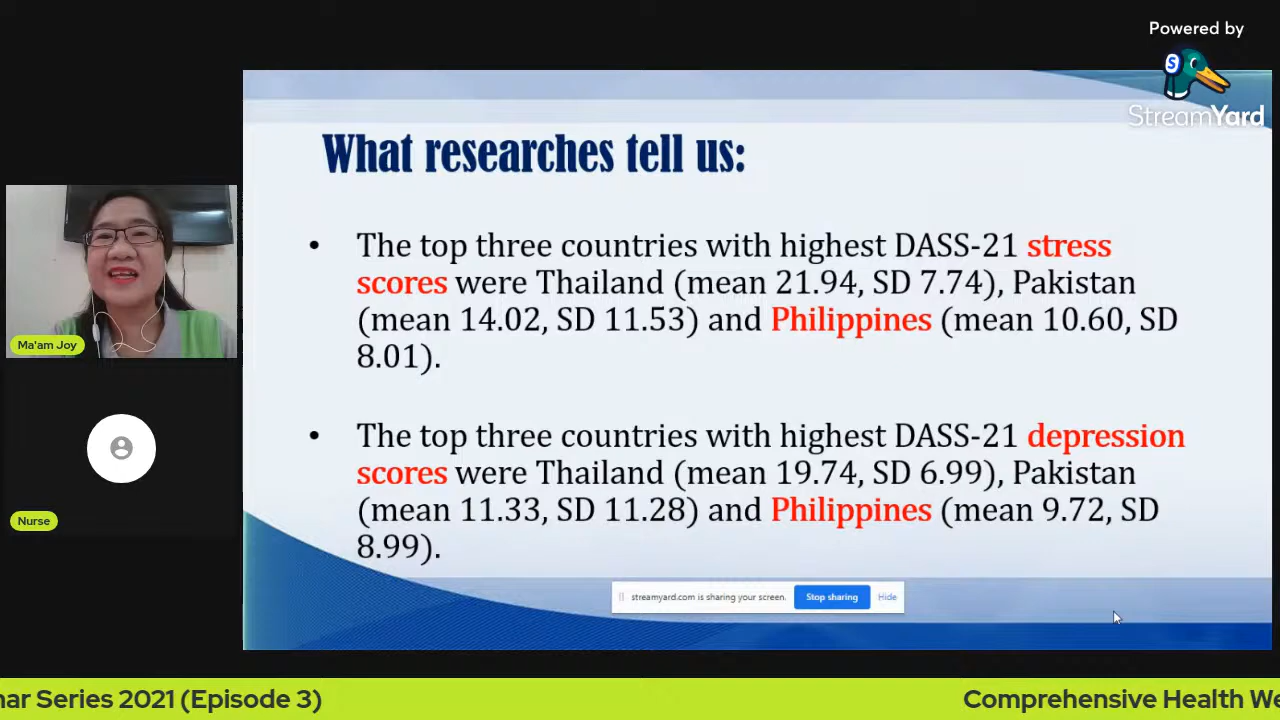 Powered by
StreamYard
What researches tell us:
• The top three countries with highest DASS-21 stress
scores were Thailand (mean 21.94, SD 7.74), Pakistan
(mean 14.02, SD 11.53) and Philippines (mean 10.60, SD
8.01).
• The top three countries with highest DASS-21 depression
scores were Thailand (mean 19.74, SD 6.99), Pakistan
(mean 11.33, SD 11.28) and Philippines (mean 9.72, SD
8.99).
Ma'am Joy
Nurse
streamyard.com is sharing your screen. Stop sharing Hide
nar Series 2021 (Episode 3) Comprehensive Health We